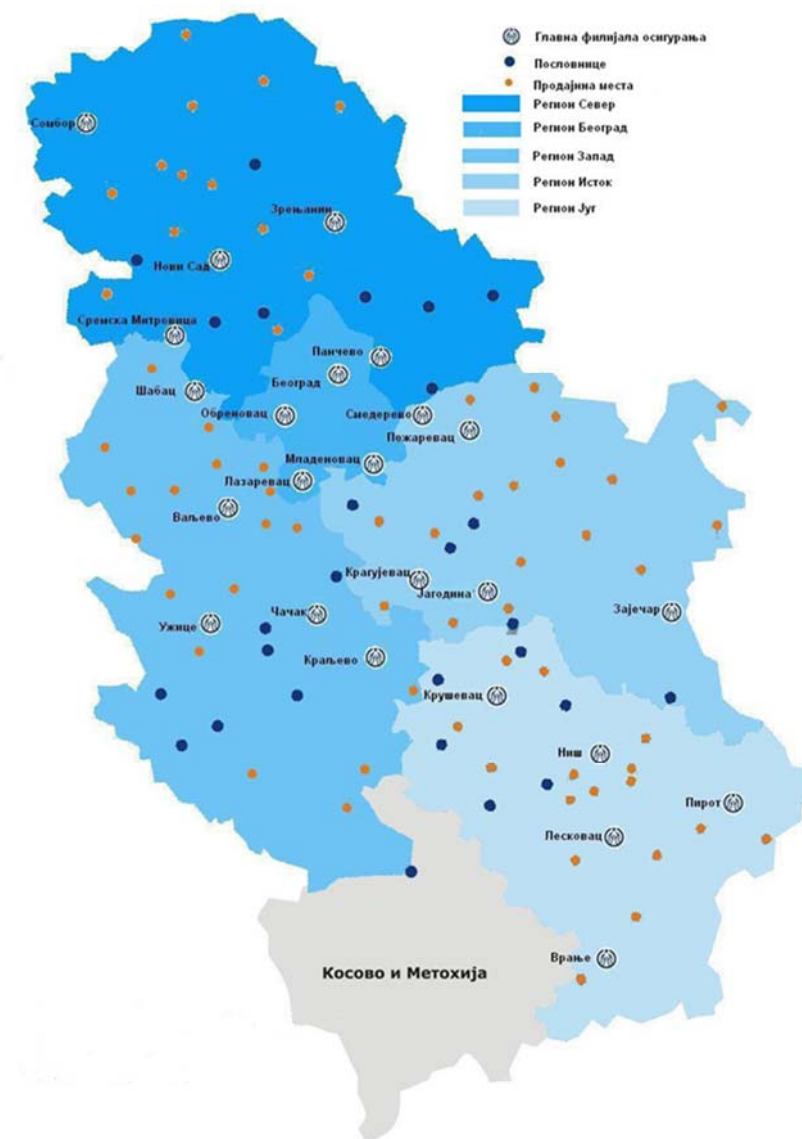 Главна филијала осигурања
Пословнице
Продајнина места
Регион Север
Регион Београд
Регион Запад
Регион Исток
Регион Југ
Сомбор
Зрењанин
Нови Сад
Сремска Митровица
Панчево
Београд
Шабац
Обреновац
Смедерево
Пожаревац
Младеновац
Лазаревац
Ваљево
Крагујевац
Јагодина
Зајечар
Чачак
Ужице
Краљево
Крушевац
Ниш
Пирот
Лесковац
Врање
Косово и Метохија